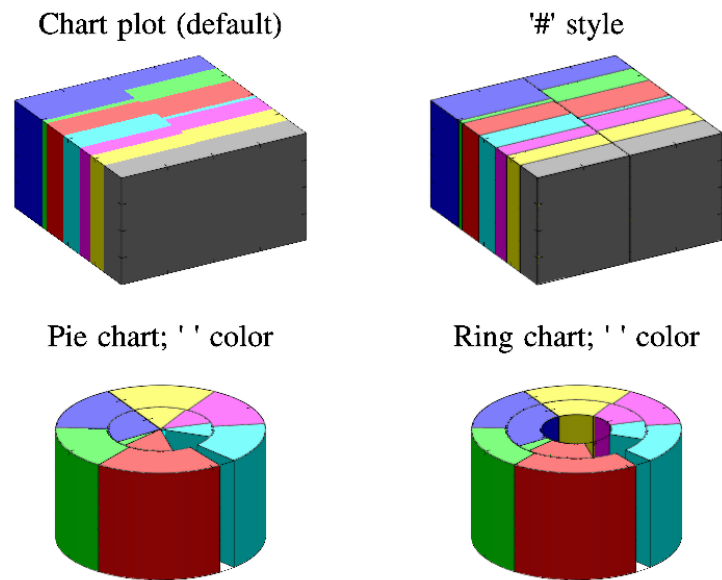 Chart plot (default)
'#' style
Pie chart; ' ' color
Ring chart; ' ' color